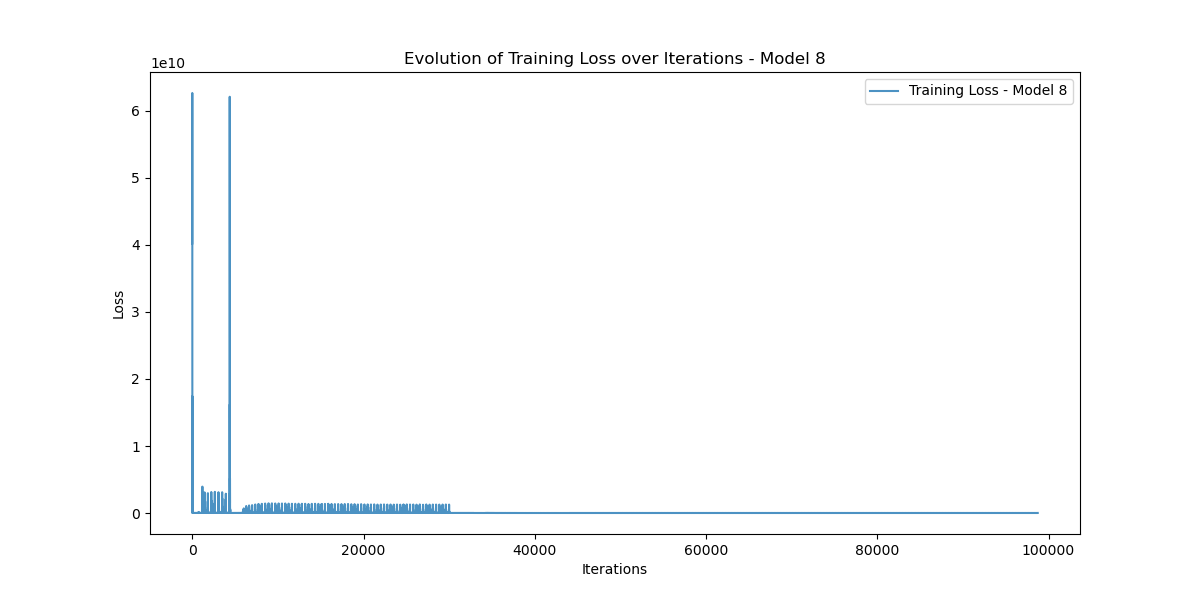 Evolution of Training Loss over Iterations - Model 8
1e10
Training Loss - Model 8
6
5
4
3
2
1
0
Loss
0 20000 40000 60000 80000 100000
Iterations